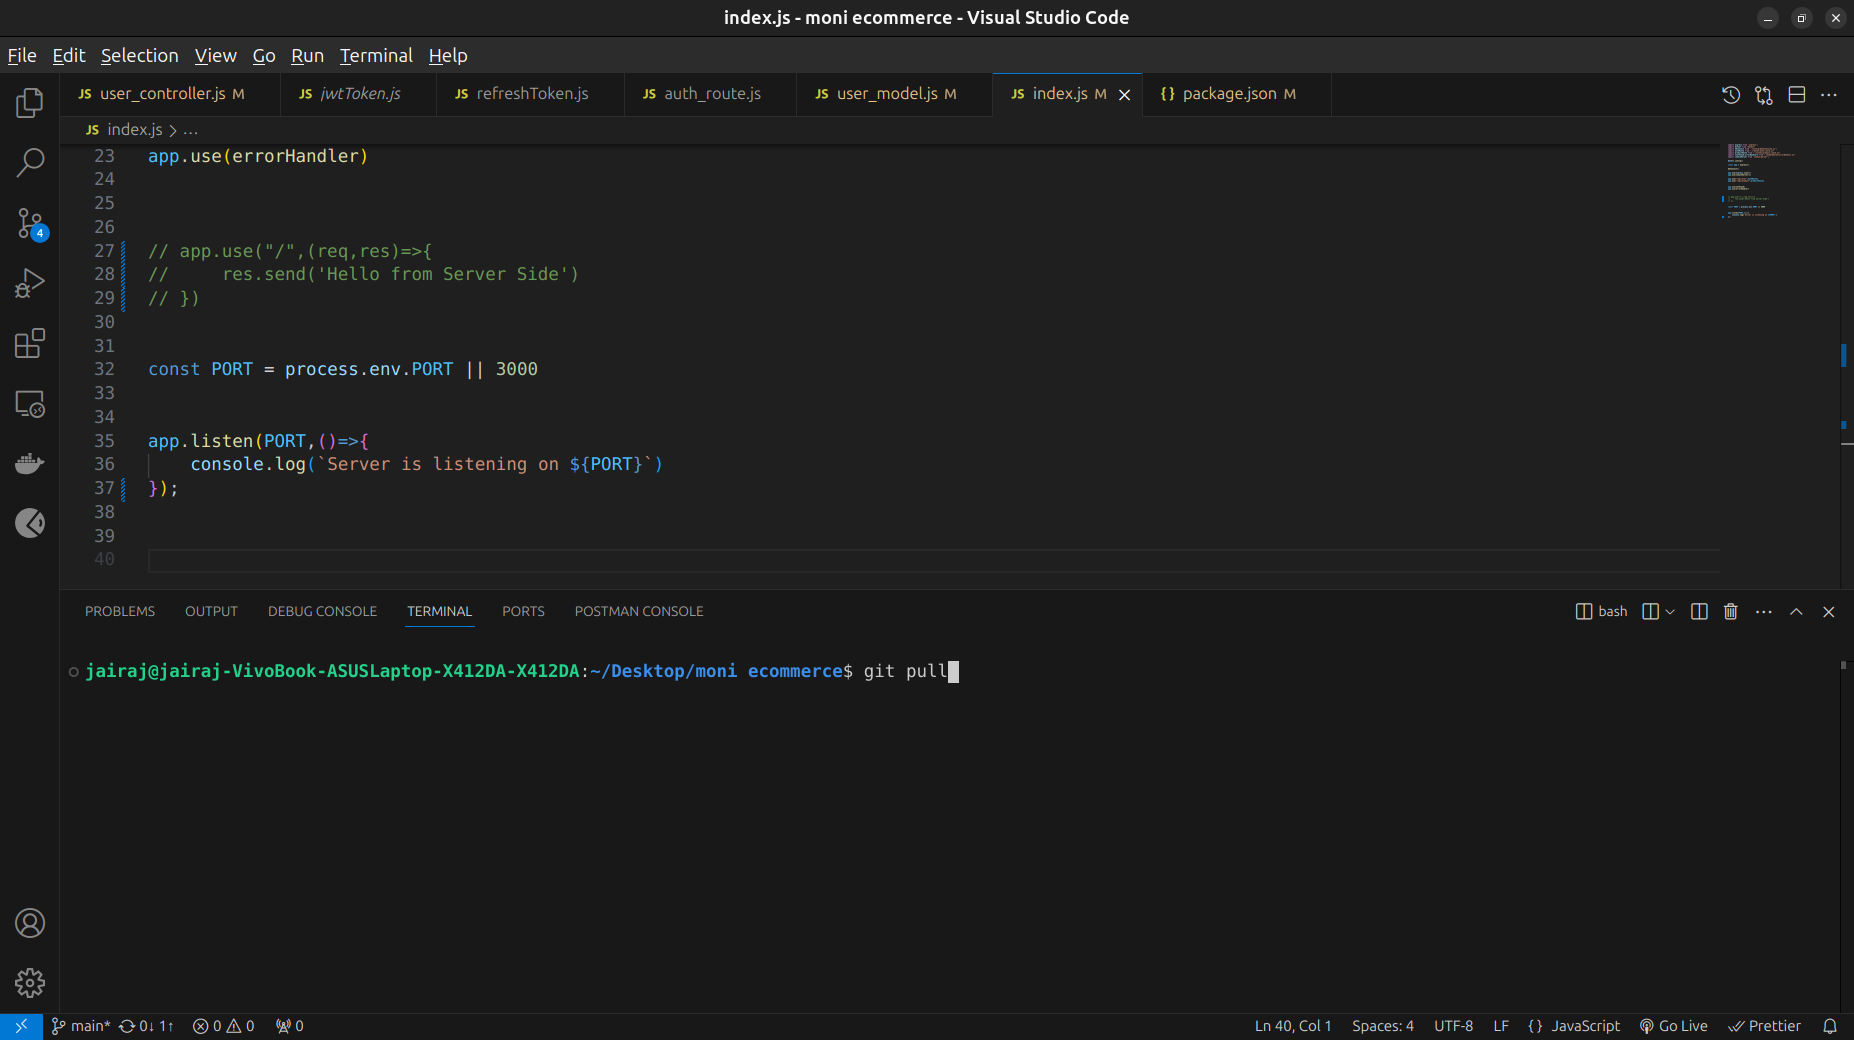 index.js - moni ecommerce - Visual Studio Code
File Edit Selection View Go Run Terminal Help
JS user_controller.js M JS jwtToken.js JS refreshToken.js JS auth_route.js JS user_model.js M JS index.js M {} package.json M
JS index.js > ...
23 app.use(errorHandler)
24
25
26
27 // app.use("/",(req,res)=>{
28 //     res.send('Hello from Server Side')
29 // })
30
31
32 const PORT = process.env.PORT || 3000
33
34
35 app.listen(PORT,()=>{
36     console.log(`Server is listening on ${PORT}`)
37 });
38
39
40
4
PROBLEMS OUTPUT DEBUG CONSOLE TERMINAL PORTS POSTMAN CONSOLE bash
jairaj@jairaj-VivoBook-ASUSLaptop-X412DA-X412DA:~/Desktop/moni ecommerce$ git pull
main* 0↓ 1↑ 0 0 0 Ln 40, Col 1 Spaces: 4 UTF-8 LF {} JavaScript Go Live Prettier